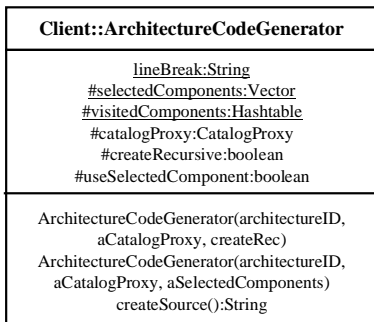 Client::ArchitectureCodeGenerator
lineBreak:String
#selectedComponents:Vector
#visitedComponents:Hashtable
#catalogProxy:CatalogProxy
#createRecursive:boolean
#useSelectedComponent:boolean
ArchitectureCodeGenerator(architectureID,
aCatalogProxy, createRec)
ArchitectureCodeGenerator(architectureID,
aCatalogProxy, aSelectedComponents)
createSource():String